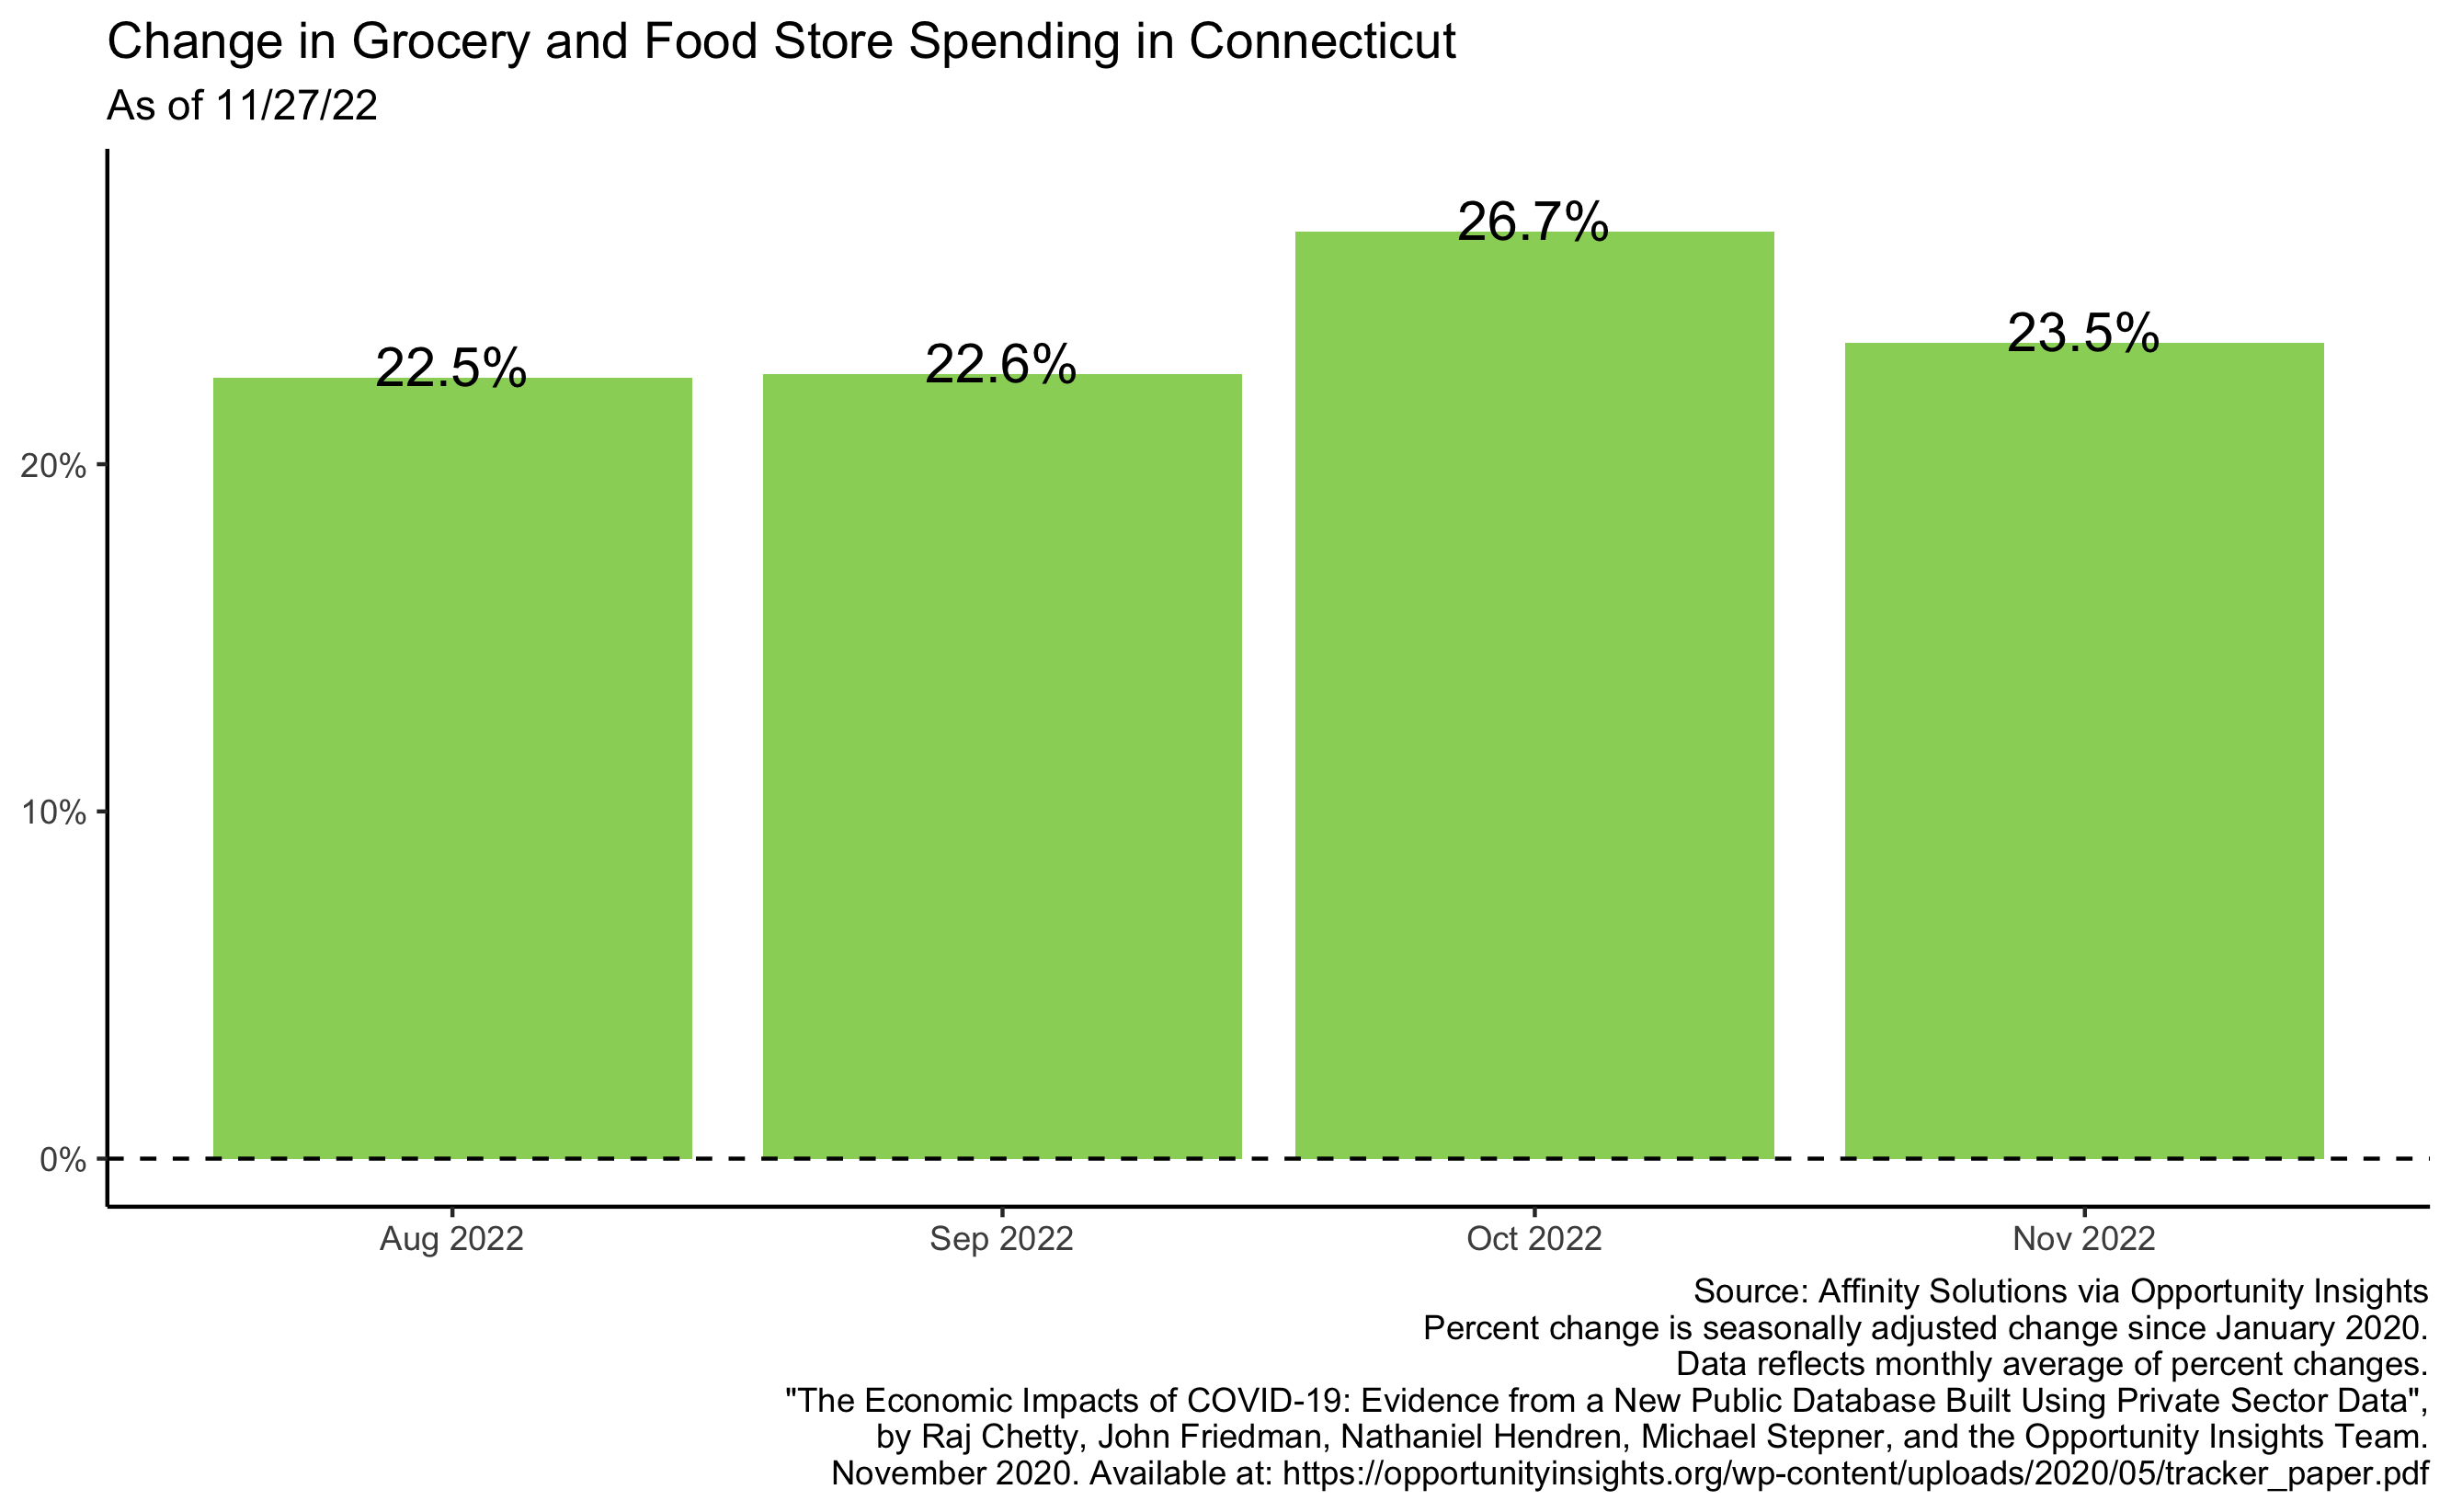 Change in Grocery and Food Store Spending in Connecticut
As of 11/27/22
26.7%
23.5%
22.6%
22.5%
20%
10%
0%
Aug 2022
Sep 2022
Oct 2022
Nov 2022
Source: Affinity Solutions via Opportunity Insights
Percent change is seasonally adjusted change since January 2020.
Data reflects monthly average of percent changes.
"The Economic Impacts of COVID-19: Evidence from a New Public Database Built Using Private Sector Data",
by Raj Chetty, John Friedman, Nathaniel Hendren, Michael Stepner, and the Opportunity Insights Team.
November 2020. Available at: https://opportunityinsights.org/wp-content/uploads/2020/05/tracker_paper.pdf